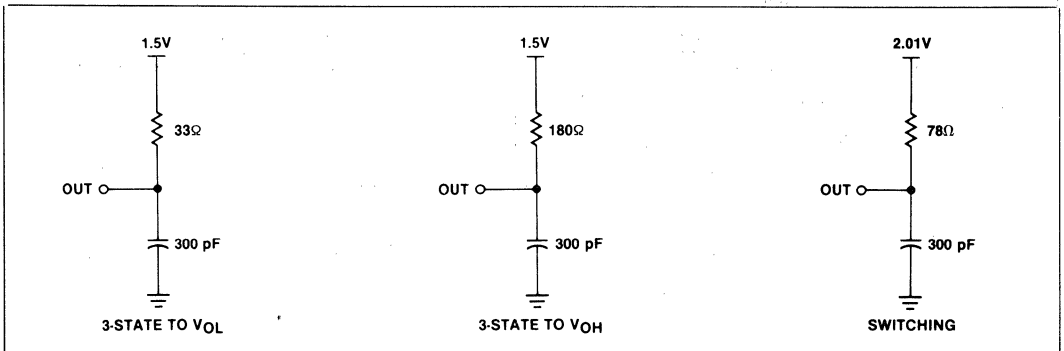 1.5V
1.5V
2.01V
33Ω
180Ω
78Ω
OUT
OUT
OUT
300 pF
300 pF
300 pF
3-STATE TO VOL
3-STATE TO VOH
SWITCHING